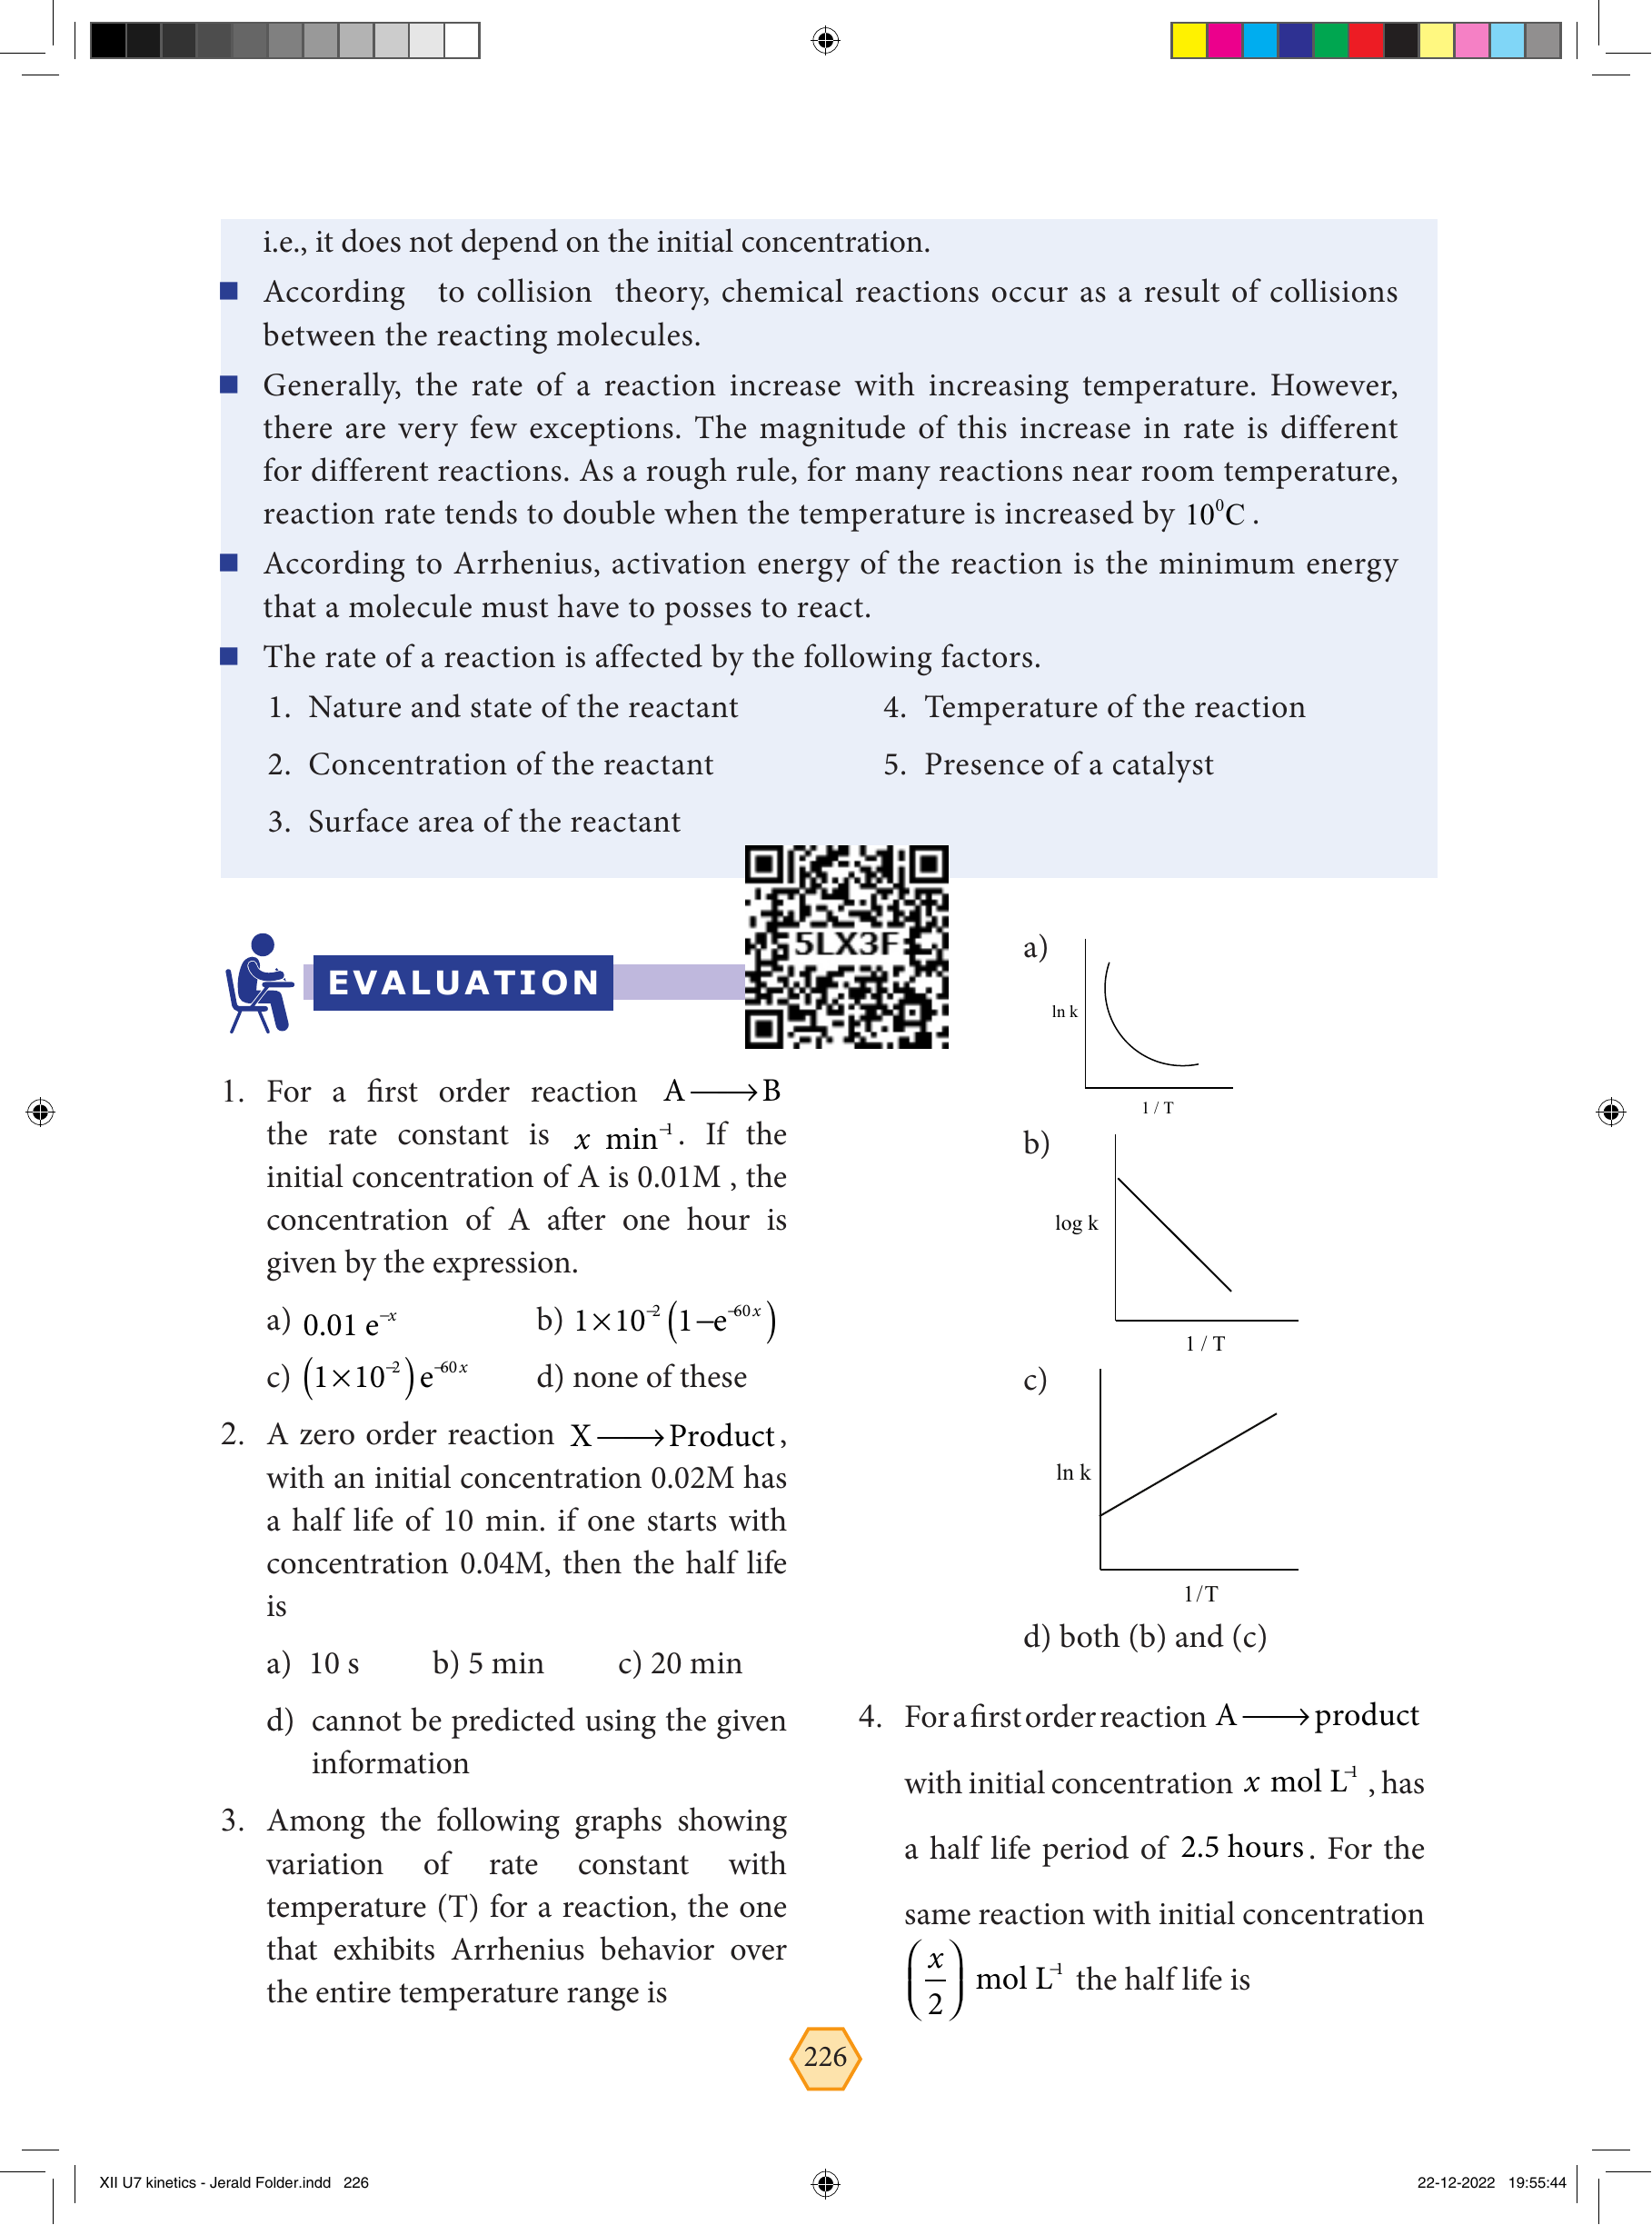 i.e., it does not depend on the initial concentration.
■ According to collision theory, chemical reactions occur as a result of collisions
between the reacting molecules.
■ Generally, the rate of a reaction increase with increasing temperature. However,
there are very few exceptions. The magnitude of this increase in rate is different
for different reactions. As a rough rule, for many reactions near room temperature,
reaction rate tends to double when the temperature is increased by 10⁰C .
■ According to Arrhenius, activation energy of the reaction is the minimum energy
that a molecule must have to posses to react.
■ The rate of a reaction is affected by the following factors.
1. Nature and state of the reactant
2. Concentration of the reactant
3. Surface area of the reactant
4. Temperature of the reaction
5. Presence of a catalyst
EVALUATION
5LX3F
1. For a first order reaction A ⟶ B
the rate constant is x min⁻¹. If the
initial concentration of A is 0.01M , the
concentration of A after one hour is
given by the expression.
a) 0.01 e⁻ˣ b) 1×10⁻² (1−e⁻⁶⁰ˣ)
c) (1×10⁻²) e⁻⁶⁰ˣ d) none of these
2. A zero order reaction X ⟶ Product,
with an initial concentration 0.02M has
a half life of 10 min. if one starts with
concentration 0.04M, then the half life
is
a) 10 s b) 5 min c) 20 min
d) cannot be predicted using the given
information
3. Among the following graphs showing
variation of rate constant with
temperature (T) for a reaction, the one
that exhibits Arrhenius behavior over
the entire temperature range is
a)
ln k
1 / T
b)
log k
1 / T
c)
ln k
1/T
d) both (b) and (c)
4. For a first order reaction A ⟶ product
with initial concentration x mol L⁻¹ , has
a half life period of 2.5 hours. For the
same reaction with initial concentration
(x/2) mol L⁻¹ the half life is
226
XII U7 kinetics - Jerald Folder.indd 226
22-12-2022 19:55:44